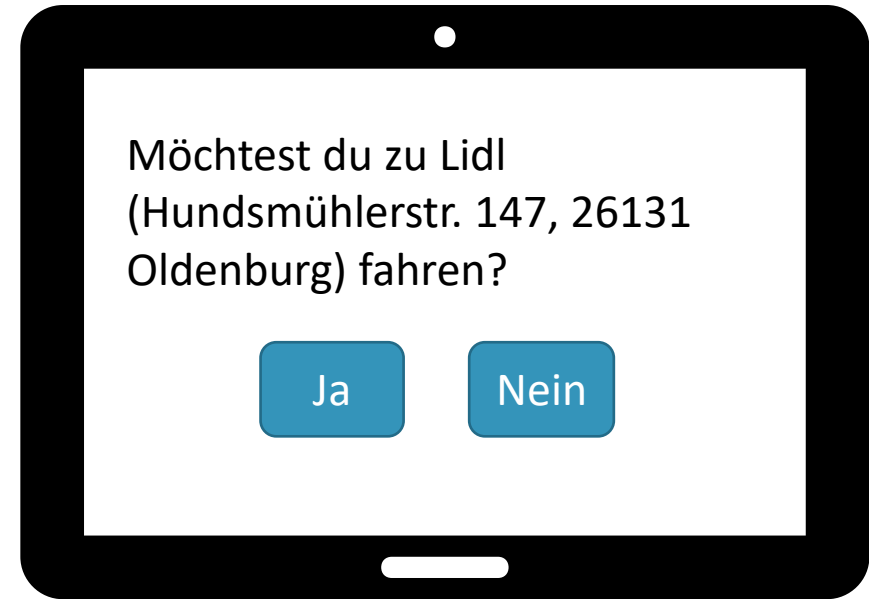 Möchtest du zu Lidl
(Hundsmühlerstr. 147, 26131
Oldenburg) fahren?
Ja
Nein